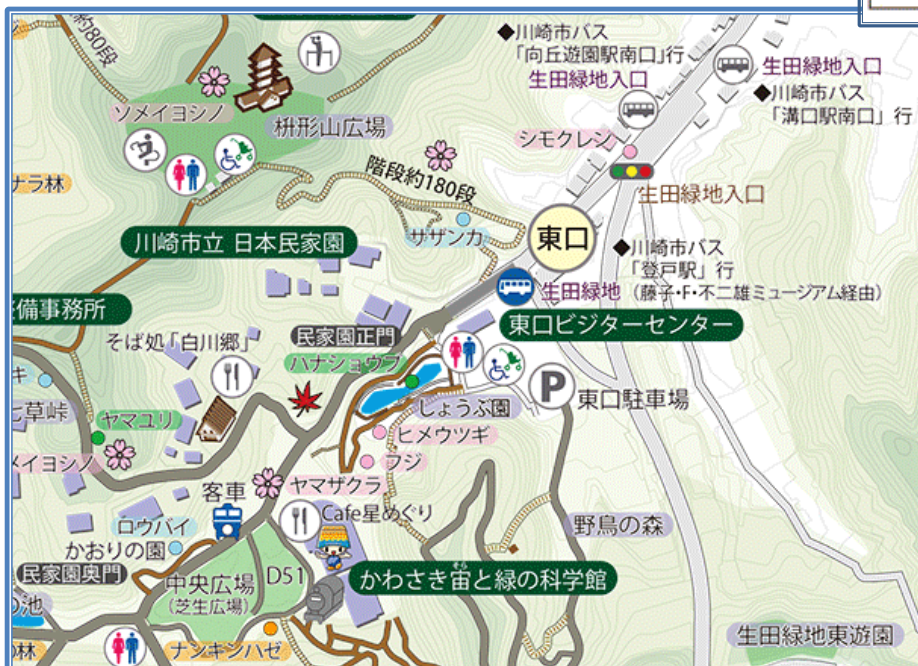 約80段
◆川崎市バス
「向丘遊園駅南口」行
生田緑地入口
生田緑地入口
◆川崎市バス
「溝口駅南口」行
ソメイヨシノ
枡形山広場
シモクレン
階段約180段
生田緑地入口
ナラ林
サザンカ
東口
川崎市立 日本民家園
◆川崎市バス
「登戸駅」行
(藤子・F・不二雄ミュージアム経由)
生田緑地
備事務所
東口ビジターセンター
そば処「白川郷」
民家園正門
ハナショウブ
キ
P
東口駐車場
しょうぶ園
七草峠
ヤマユリ
ヒメウツギ
メイヨシノ
フジ
客車
ヤマザクラ
Cafe星めぐり
ロウバイ
野鳥の森
かおりの園
民家園奥門
中央広場
(芝生広場)
D51
そら
かわさき宙と緑の科学館
の池
林
ナンキンハゼ
生田緑地東遊園